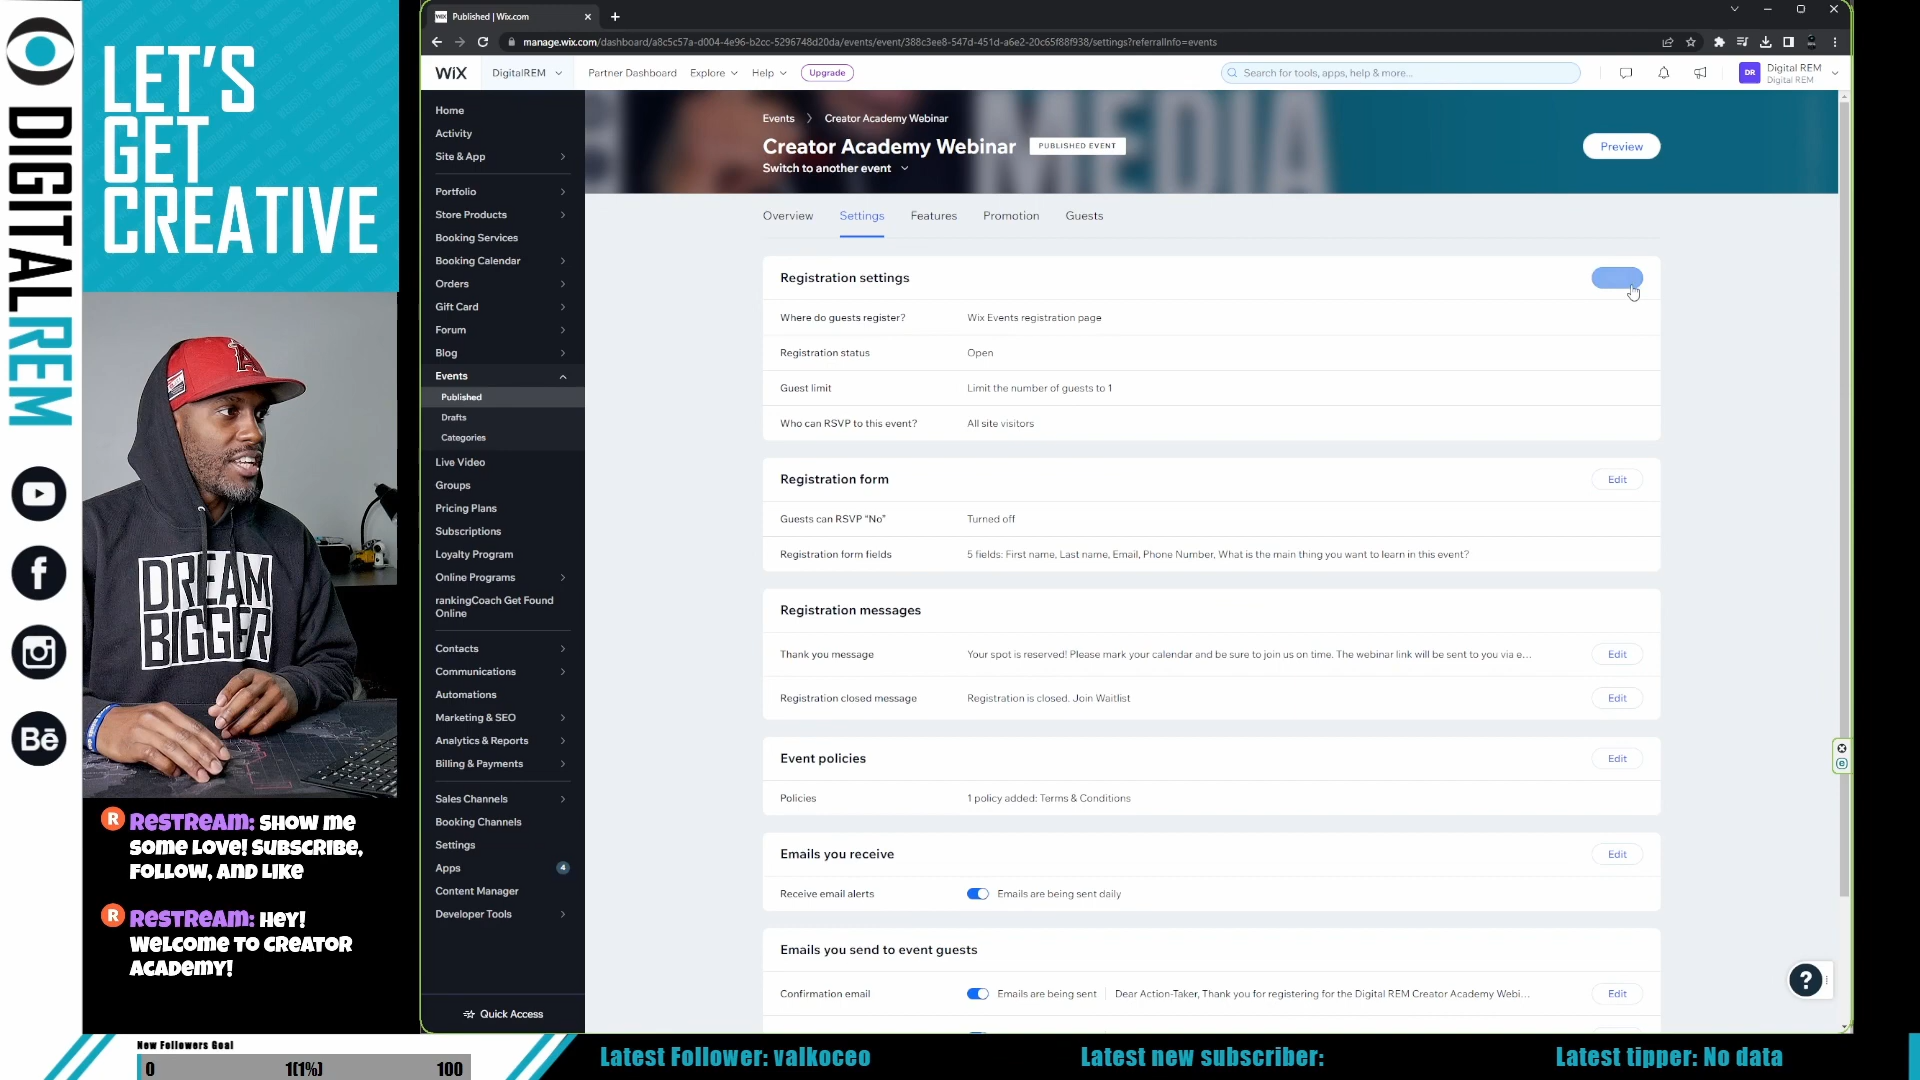 LET'S
GET
CREATIVE
DIGITALREM
DREAM
BIGGER
Bē
R RESTREAM: SHOW ME
SOME LOVE! SUBSCRIBE,
FOLLOW, AND LIKE
R RESTREAM: HEY!
WELCOME TO CREATOR
ACADEMY!
New Followers Goal
0 1(1%) 100
Latest Follower: valkoceo Latest new subscriber: Latest tipper: No data
Published | Wix.com
manage.wix.com/dashboard/a8c5c57a-d004-4e96-b2cc-5296748d20da/events/event/388c3ee8-547d-451d-a6e2-20c65f88f938/settings?referralInfo=events
WiX DigitalREM Partner Dashboard Explore Help Upgrade Search for tools, apps, help & more... DR Digital REM
Digital REM
Home
Activity
Site & App
Portfolio
Store Products
Booking Services
Booking Calendar
Orders
Gift Card
Forum
Blog
Events
Published
Drafts
Categories
Live Video
Groups
Pricing Plans
Subscriptions
Loyalty Program
Online Programs
rankingCoach Get Found
Online
Contacts
Communications
Automations
Marketing & SEO
Analytics & Reports
Billing & Payments
Sales Channels
Booking Channels
Settings
Apps 4
Content Manager
Developer Tools
Quick Access
MEDIA
Events > Creator Academy Webinar
Creator Academy Webinar PUBLISHED EVENT
Preview
Switch to another event
Overview Settings Features Promotion Guests
Registration settings
Where do guests register? Wix Events registration page
Registration status Open
Guest limit Limit the number of guests to 1
Who can RSVP to this event? All site visitors
Registration form Edit
Guests can RSVP "No" Turned off
Registration form fields 5 fields: First name, Last name, Email, Phone Number, What is the main thing you want to learn in this event?
Registration messages
Thank you message Your spot is reserved! Please mark your calendar and be sure to join us on time. The webinar link will be sent to you via e... Edit
Registration closed message Registration is closed. Join Waitlist Edit
Event policies Edit
Policies 1 policy added: Terms & Conditions
Emails you receive Edit
Receive email alerts Emails are being sent daily
Emails you send to event guests
Confirmation email Emails are being sent Dear Action-Taker, Thank you for registering for the Digital REM Creator Academy Webi... Edit
?